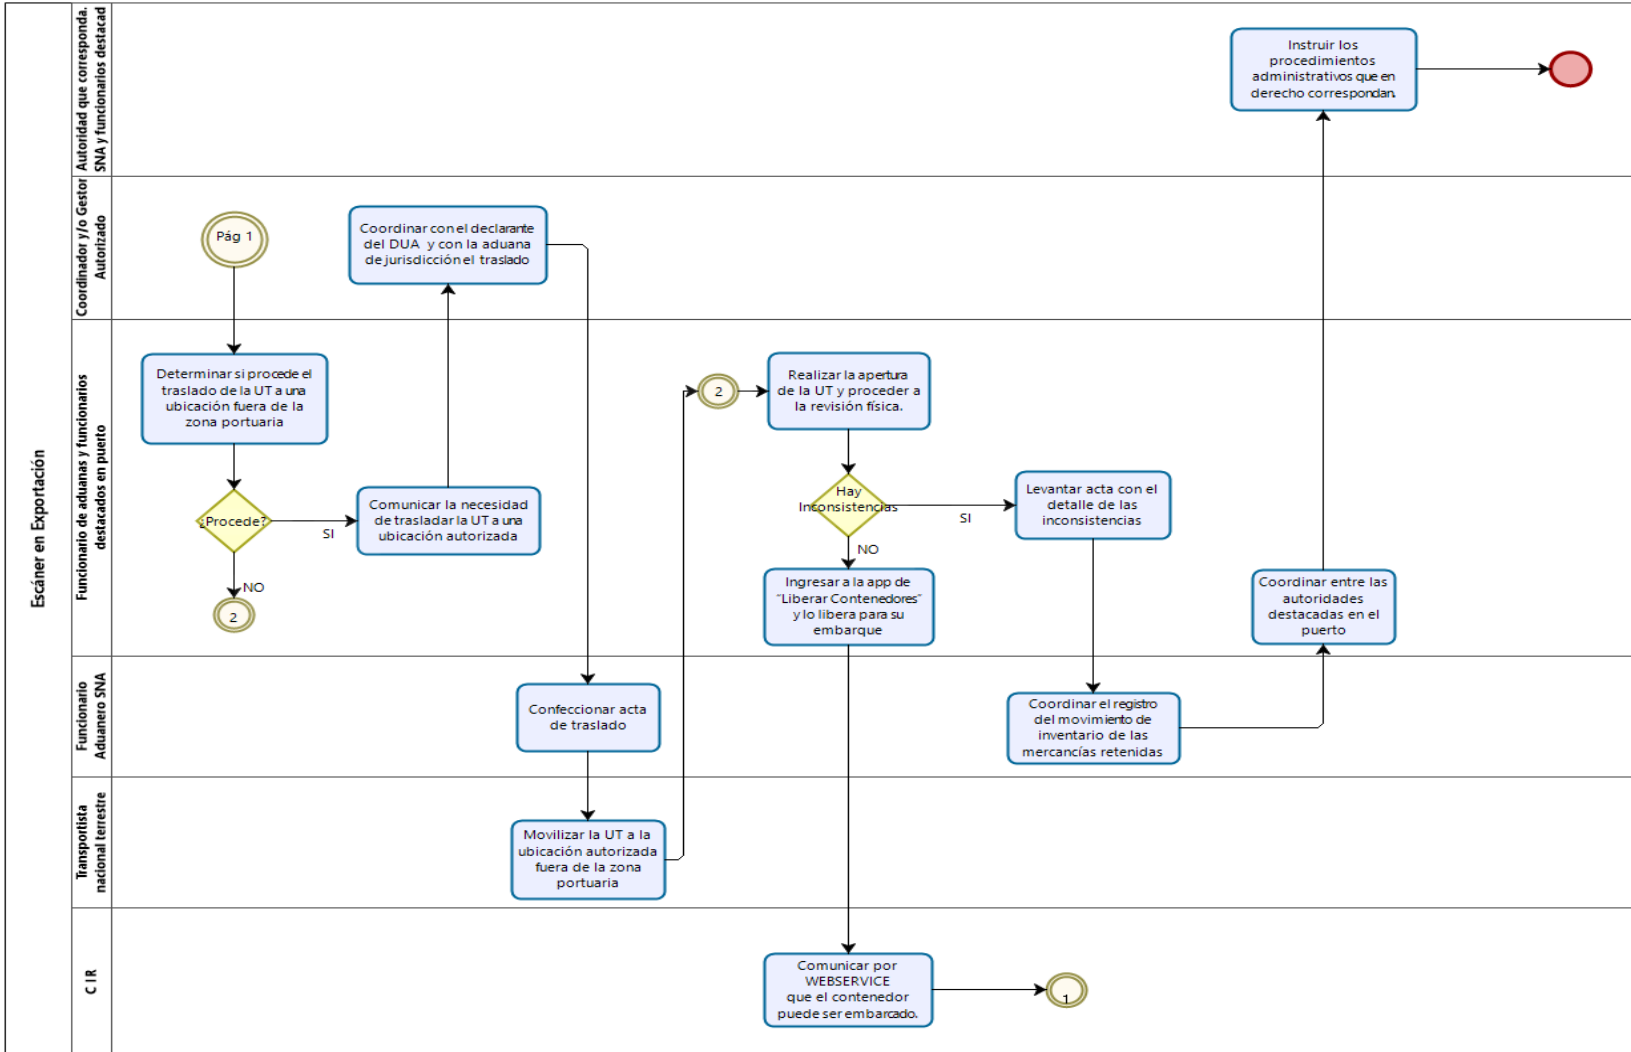 Escáner en Exportación
Autoridad que corresponda.
SNA y funcionarios destacad
Instruir los
procedimientos
administrativos que en
derecho correspondan.
Coordinador y/o Gestor
Autorizado
Pág 1
Coordinar con el declarante
del DUA y con la aduana
de jurisdicción el traslado
Funcionario de aduanas y funcionarios
destacados en puerto
Determinar si procede el
traslado de la UT a una
ubicación fuera de la
zona portuaria
¿Procede?
SI
NO
2
Comunicar la necesidad
de trasladar la UT a una
ubicación autorizada
2
Realizar la apertura
de la UT y proceder a
la revisión física.
Hay
Inconsistencias
SI
NO
Ingresar a la app de
“Liberar Contenedores”
y lo libera para su
embarque
Levantar acta con el
detalle de las
inconsistencias
Coordinar entre las
autoridades
destacadas en el
puerto
Funcionario
Aduanero SNA
Confeccionar acta
de traslado
Coordinar el registro
del movimiento de
inventario de las
mercancías retenidas
Transportista
nacional terrestre
Movilizar la UT a la
ubicación autorizada
fuera de la zona
portuaria
C I R
Comunicar por
WEBSERVICE
que el contenedor
puede ser embarcado.
1